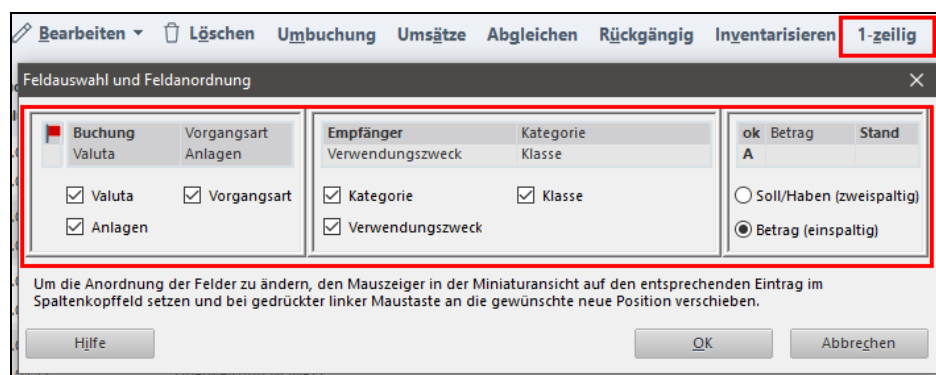 Bearbeiten Löschen Umbuchung Umsätze Abgleichen Rückgängig Inventarisieren 1-zeilig
Feldauswahl und Feldanordnung
Buchung Vorgangsart Empfänger Kategorie ok Betrag Stand
Valuta Anlagen Verwendungszweck Klasse A
Valuta Vorgangsart Kategorie Klasse Soll/Haben (zweispaltig)
Anlagen Verwendungszweck Betrag (einspaltig)
Um die Anordnung der Felder zu ändern, den Mauszeiger in der Miniaturansicht auf den entsprechenden Eintrag im
Spaltenkopffeld setzen und bei gedrückter linker Maustaste an die gewünschte neue Position verschieben.
Hilfe OK Abbrechen